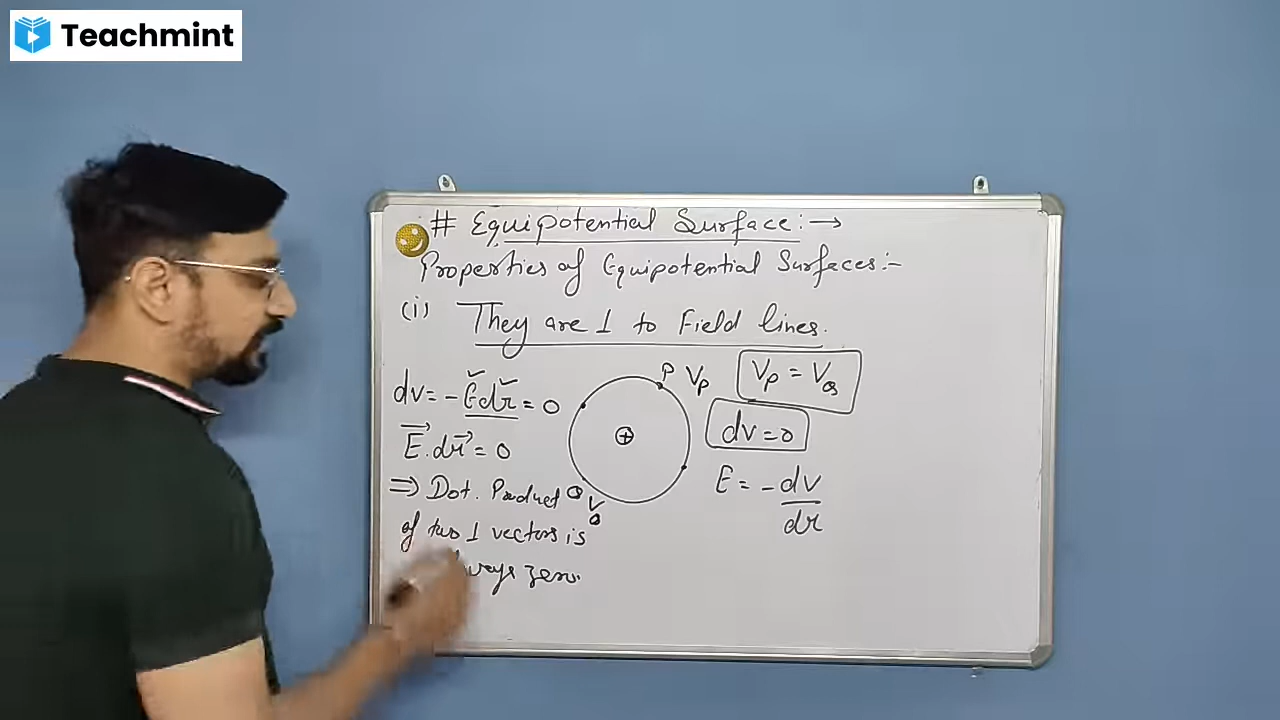 Teachmint
# Equipotential Surface:→
Properties of Equipotential Surfaces:-
(i) They are ⊥ to Field lines.
P Vp
Vp = VQ
dv = - E dr = 0
dv=0
E⃗.dr⃗ = 0
E = - dv/dr
⇒ Dot. Product
Q VQ
of two ⊥ vectors is
zero.